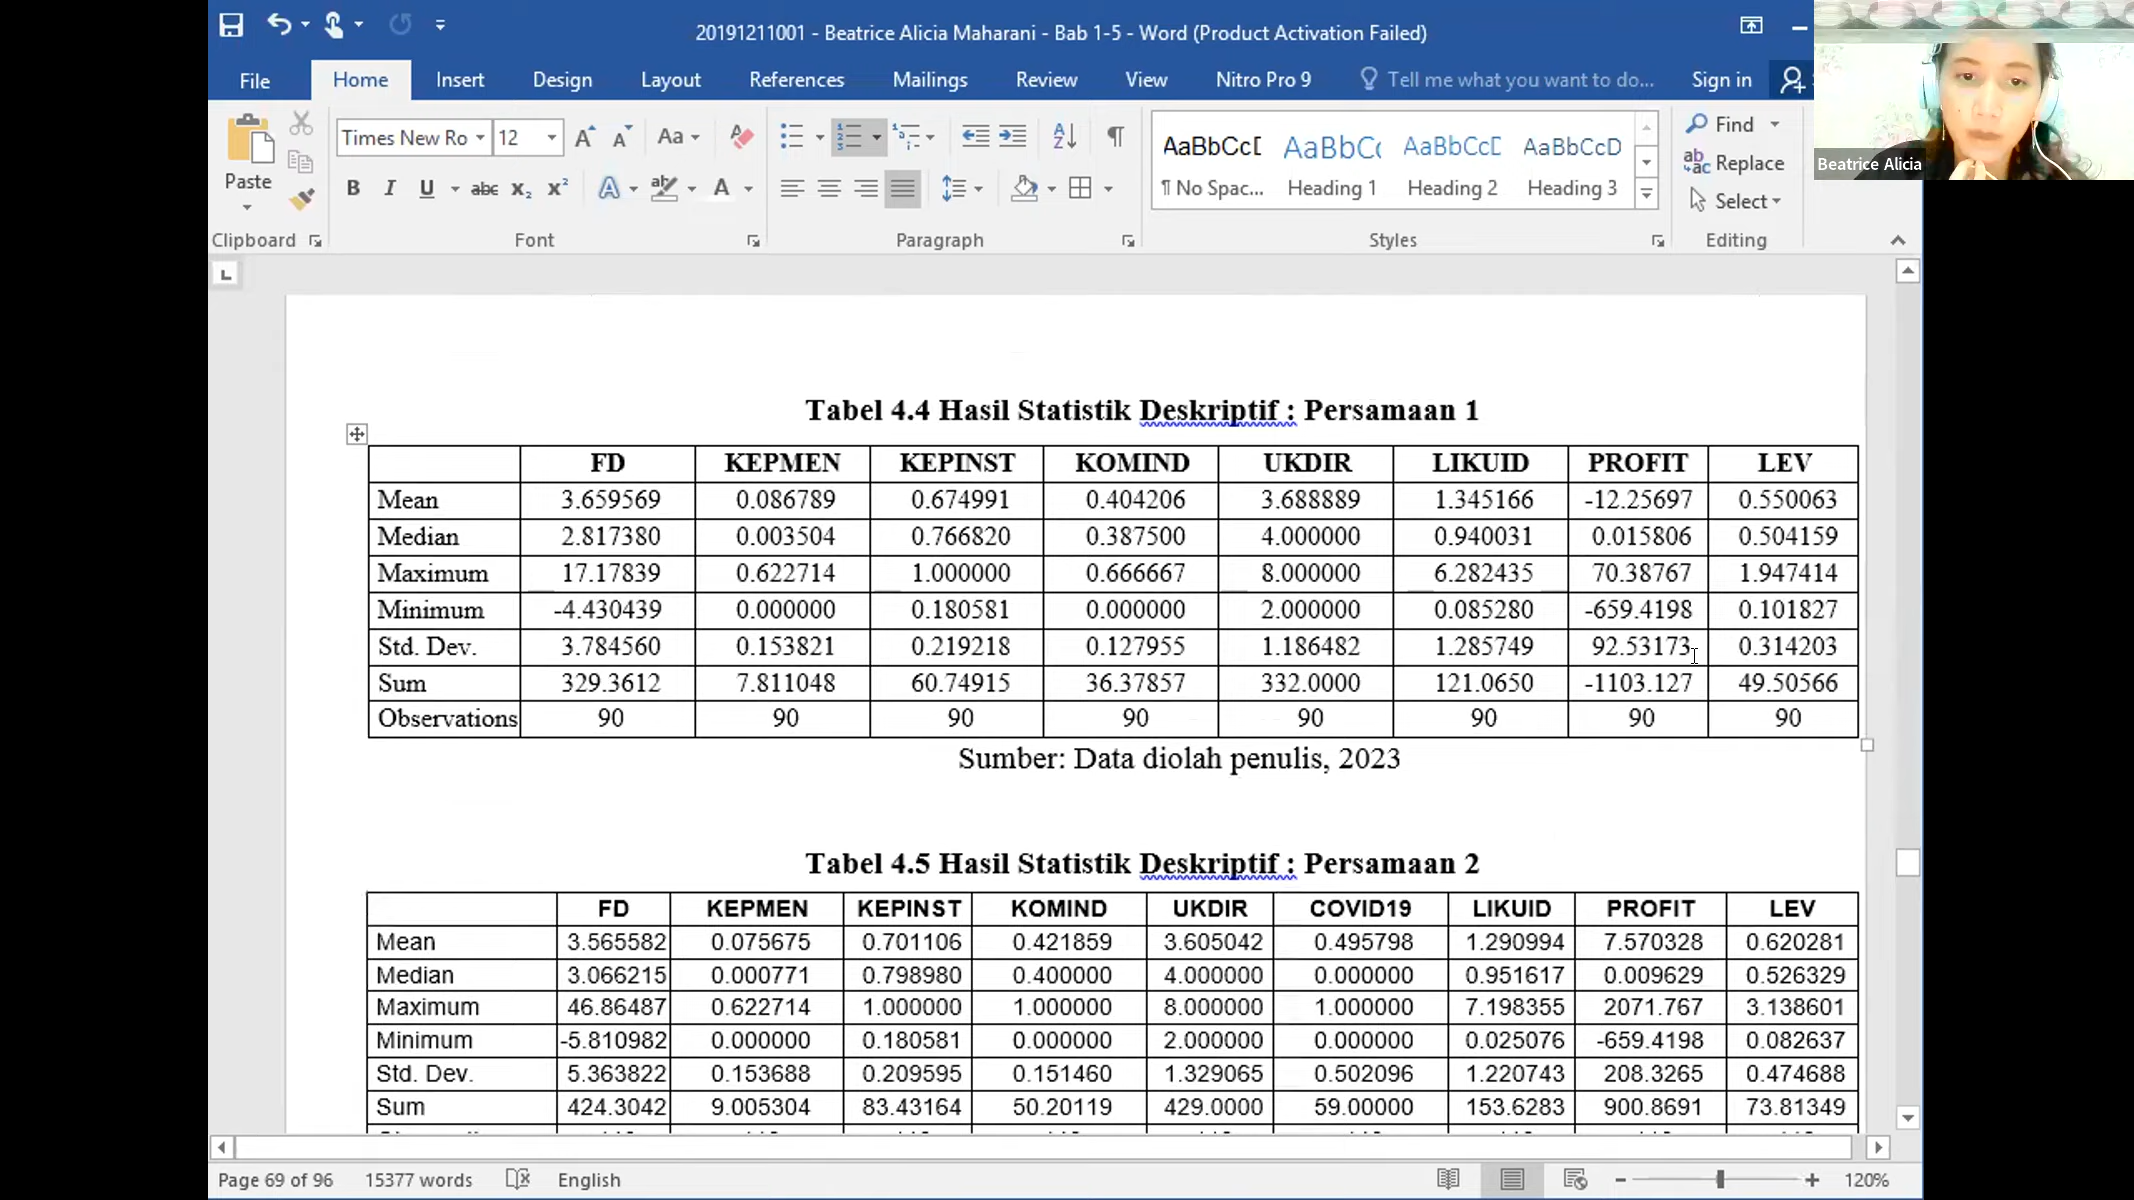 20191211001 - Beatrice Alicia Maharani - Bab 1-5 - Word (Product Activation Failed)
File Home Insert Design Layout References Mailings Review View Nitro Pro 9 Tell me what you want to do... Sign in
Paste
Times New Ro 12 Aa
B I U abc X₂ X² A A
AaBbCcD AaBbC AaBbCcD AaBbCcD
¶ No Spac... Heading 1 Heading 2 Heading 3
Find
Replace
Select
Clipboard Font Paragraph Styles Editing
Beatrice Alicia
Tabel 4.4 Hasil Statistik Deskriptif : Persamaan 1
FD KEPMEN KEPINST KOMIND UKDIR LIKUID PROFIT LEV
Mean 3.659569 0.086789 0.674991 0.404206 3.688889 1.345166 -12.25697 0.550063
Median 2.817380 0.003504 0.766820 0.387500 4.000000 0.940031 0.015806 0.504159
Maximum 17.17839 0.622714 1.000000 0.666667 8.000000 6.282435 70.38767 1.947414
Minimum -4.430439 0.000000 0.180581 0.000000 2.000000 0.085280 -659.4198 0.101827
Std. Dev. 3.784560 0.153821 0.219218 0.127955 1.186482 1.285749 92.53173 0.314203
Sum 329.3612 7.811048 60.74915 36.37857 332.0000 121.0650 -1103.127 49.50566
Observations 90 90 90 90 90 90 90 90
Sumber: Data diolah penulis, 2023
Tabel 4.5 Hasil Statistik Deskriptif : Persamaan 2
FD KEPMEN KEPINST KOMIND UKDIR COVID19 LIKUID PROFIT LEV
Mean 3.565582 0.075675 0.701106 0.421859 3.605042 0.495798 1.290994 7.570328 0.620281
Median 3.066215 0.000771 0.798980 0.400000 4.000000 0.000000 0.951617 0.009629 0.526329
Maximum 46.86487 0.622714 1.000000 1.000000 8.000000 1.000000 7.198355 2071.767 3.138601
Minimum -5.810982 0.000000 0.180581 0.000000 2.000000 0.000000 0.025076 -659.4198 0.082637
Std. Dev. 5.363822 0.153688 0.209595 0.151460 1.329065 0.502096 1.220743 208.3265 0.474688
Sum 424.3042 9.005304 83.43164 50.20119 429.0000 59.00000 153.6283 900.8691 73.81349
Page 69 of 96 15377 words English 120%